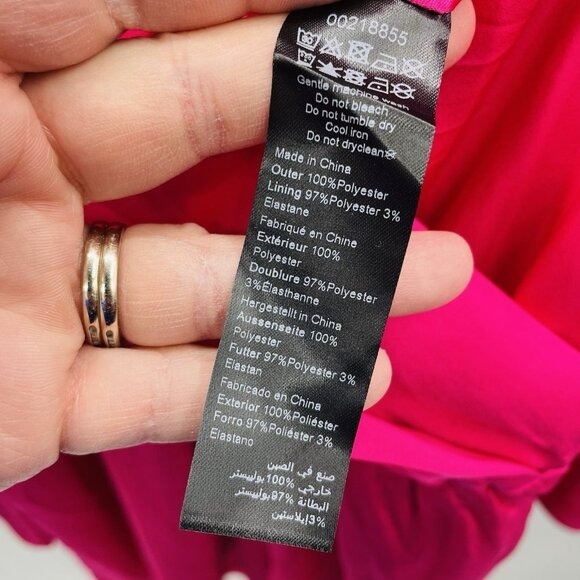 00218855
Gentle machine wash
Do not bleach
Do not tumble dry
Cool iron
Do not dryclean
Made in China
Outer 100%Polyester
Lining 97%Polyester 3%
Elastane
Fabriqué en Chine
Extérieur 100%
Polyester
Doublure 97%Polyester
3%Élasthanne
Hergestellt in China
Aussenseite 100%
Polyester
Futter 97%Polyester 3%
Elastan
Fabricado en China
Exterior 100%Poliéster
Forro 97%Poliéster 3%
Elastano
صنع في الصين
خارجي 100% بوليستر
البطانة 97% بوليستر
3% إيلاستين